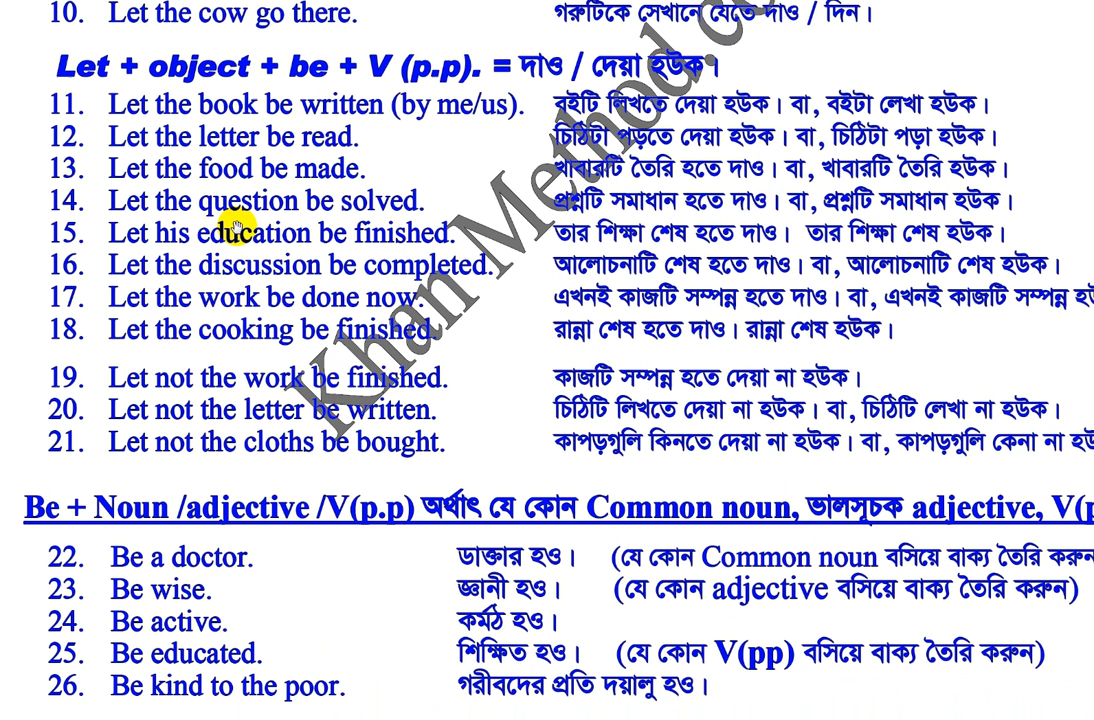 10. Let the cow go there. গরুটিকে সেখানে যেতে দাও / দিন।
Let + object + be + V (p.p). = দাও / দেয়া হউক।
11. Let the book be written (by me/us). বইটি লিখতে দেয়া হউক। বা, বইটা লেখা হউক।
12. Let the letter be read. চিঠিটা পড়তে দেয়া হউক। বা, চিঠিটা পড়া হউক।
13. Let the food be made. খাবারটি তৈরি হতে দাও। বা, খাবারটি তৈরি হউক।
14. Let the question be solved. প্রশ্নটি সমাধান হতে দাও। বা, প্রশ্নটি সমাধান হউক।
15. Let his education be finished. তার শিক্ষা শেষ হতে দাও। তার শিক্ষা শেষ হউক।
16. Let the discussion be completed. আলোচনাটি শেষ হতে দাও। বা, আলোচনাটি শেষ হউক।
17. Let the work be done now. এখনই কাজটি সম্পন্ন হতে দাও। বা, এখনই কাজটি সম্পন্ন
18. Let the cooking be finished. রান্না শেষ হতে দাও। রান্না শেষ হউক।
19. Let not the work be finished. কাজটি সম্পন্ন হতে দেয়া না হউক।
20. Let not the letter be written. চিঠিটি লিখতে দেয়া না হউক। বা, চিঠিটি লেখা না হউক।
21. Let not the cloths be bought. কাপড়গুলি কিনতে দেয়া না হউক। বা, কাপড়গুলি কেনা না
Be + Noun /adjective /V(p.p) অর্থাৎ যে কোন Common noun, ভালসূচক adjective,
22. Be a doctor. ডাক্তার হও। (যে কোন Common noun বসিয়ে বাক্য তৈরি করুন
23. Be wise. জ্ঞানী হও। (যে কোন adjective বসিয়ে বাক্য তৈরি করুন)
24. Be active. কর্মঠ হও।
25. Be educated. শিক্ষিত হও। (যে কোন V(pp) বসিয়ে বাক্য তৈরি করুন)
26. Be kind to the poor. গরীবদের প্রতি দয়ালু হও।
Khan Method.co